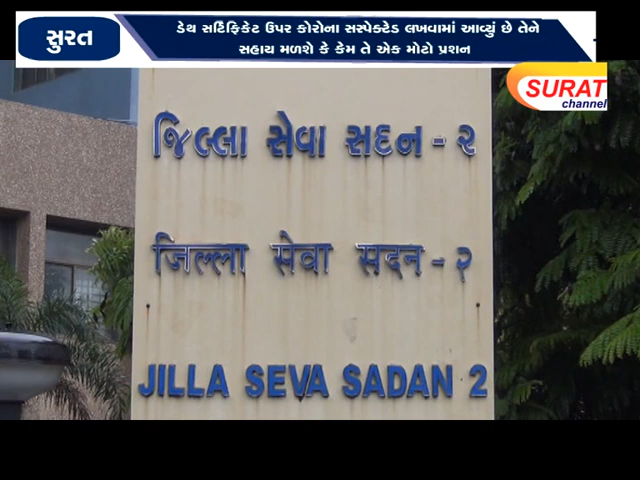 સુરત
ડેથ સર્ટિફિકેટ ઉપર કોરોના સસ્પેક્ટેડ લખવામાં આવ્યું છે તેને
સહાય મળશે કે કેમ તે એક મોટો પ્રશન
SURAT
channel
જિલ્લા સેવા સદન - ૨
जिल्ला सेवा सदन - २
JILLA SEVA SADAN 2